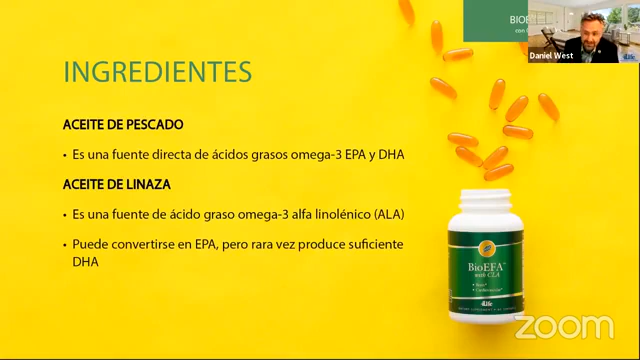 Daniel West
4life
INGREDIENTES
ACEITE DE PESCADO
• Es una fuente directa de ácidos grasos omega-3 EPA y DHA
ACEITE DE LINAZA
• Es una fuente de ácido graso omega-3 alfa linolénico (ALA)
• Puede convertirse en EPA, pero rara vez produce suficiente
DHA
BioEFA™
with CLA
4life
zoom